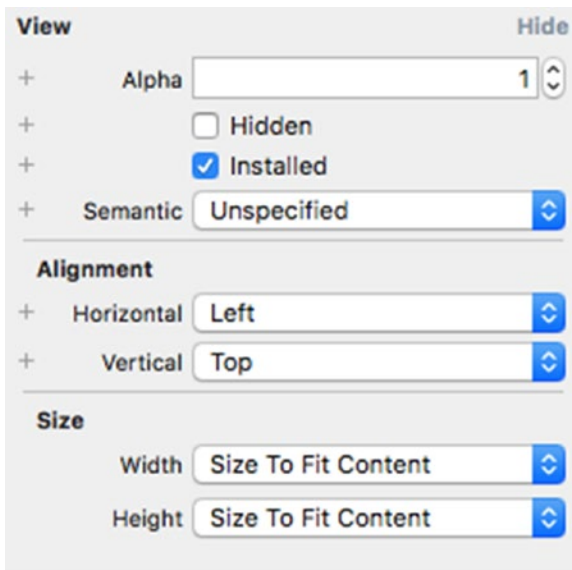 View Hide
+ Alpha 1
+ Hidden
+ Installed
+ Semantic Unspecified
Alignment
+ Horizontal Left
+ Vertical Top
Size
Width Size To Fit Content
Height Size To Fit Content